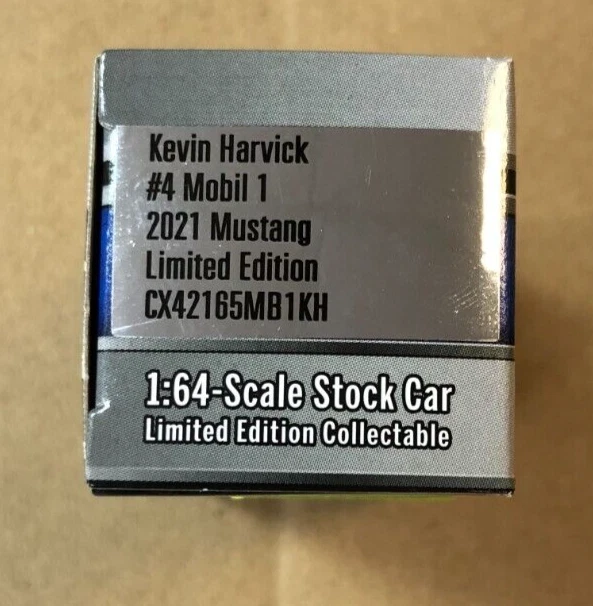 Kevin Harvick
#4 Mobil 1
2021 Mustang
Limited Edition
CX42165MB1KH
1:64-Scale Stock Car
Limited Edition Collectable